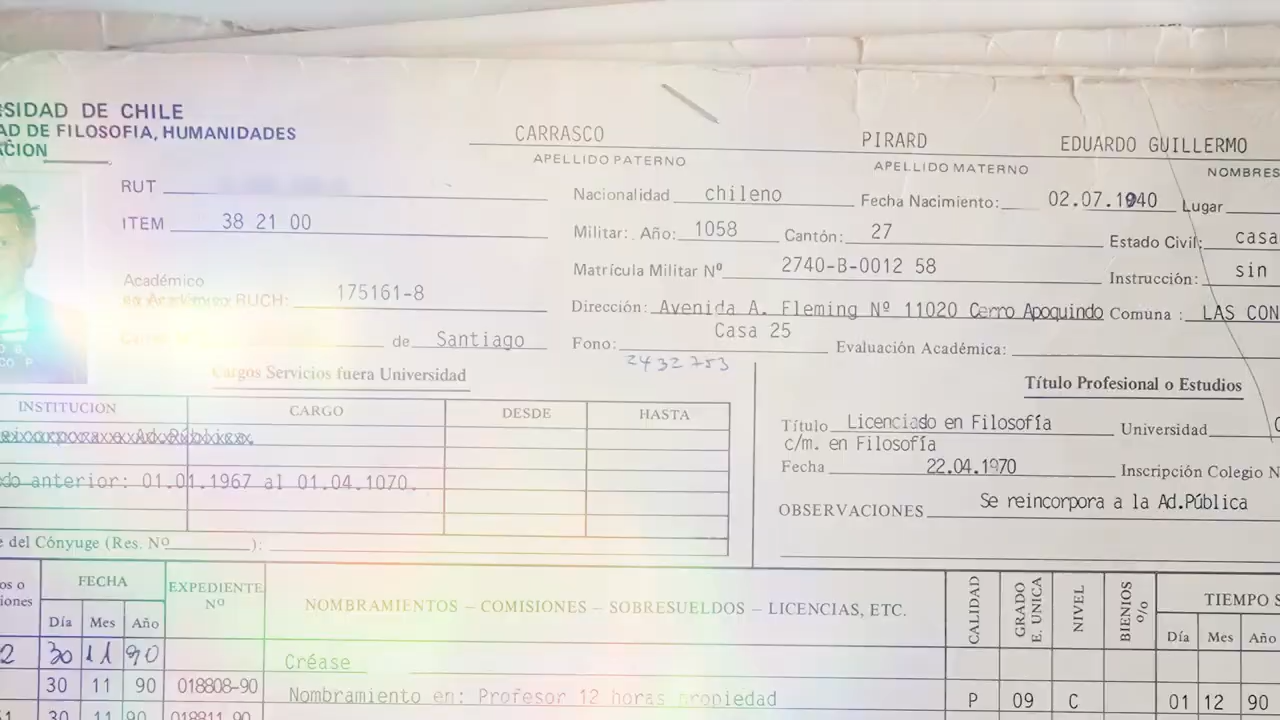 SIDAD DE CHILE
AD DE FILOSOFIA, HUMANIDADES
CARRASCO PIRARD EDUARDO GUILLERMO
APELLIDO PATERNO APELLIDO MATERNO NOMBRES
RUT
Nacionalidad chileno Fecha Nacimiento: 02.07.1940 Lugar
ITEM 38 21 00
Militar: Año: 1058 Cantón: 27 Estado Civil: casa
Matrícula Militar Nº 2740-B-0012 58 Instrucción: sin
Académico
RUCH: 175161-8
Dirección: Avenida A. Fleming Nº 11020 Cerro Apoquindo Comuna : LAS CON
Casa 25
de Santiago
Fono: 2432753 Evaluación Académica:
Cargos Servicios fuera Universidad
Título Profesional o Estudios
INSTITUCION CARGO DESDE HASTA
Título Licenciado en Filosofía Universidad
c/m. en Filosofía
Fecha 22.04.1970 Inscripción Colegio N
do anterior: 01.01.1967 al 01.04.1070.
OBSERVACIONES Se reincorpora a la Ad.Pública
e del Cónyuge (Res. Nº ):
os o
iones
FECHA
Día Mes Año
EXPEDIENTE
Nº
NOMBRAMIENTOS – COMISIONES – SOBRESUELDOS – LICENCIAS, ETC.
CALIDAD
GRADO
E. UNICA
NIVEL
BIENIOS
%
TIEMPO S
Día Mes Año
2 30 11 90 Créase
30 11 90 018808-90 Nombramiento en: Profesor 12 horas propiedad P 09 C 01 12 90
30 11 90 018811-90